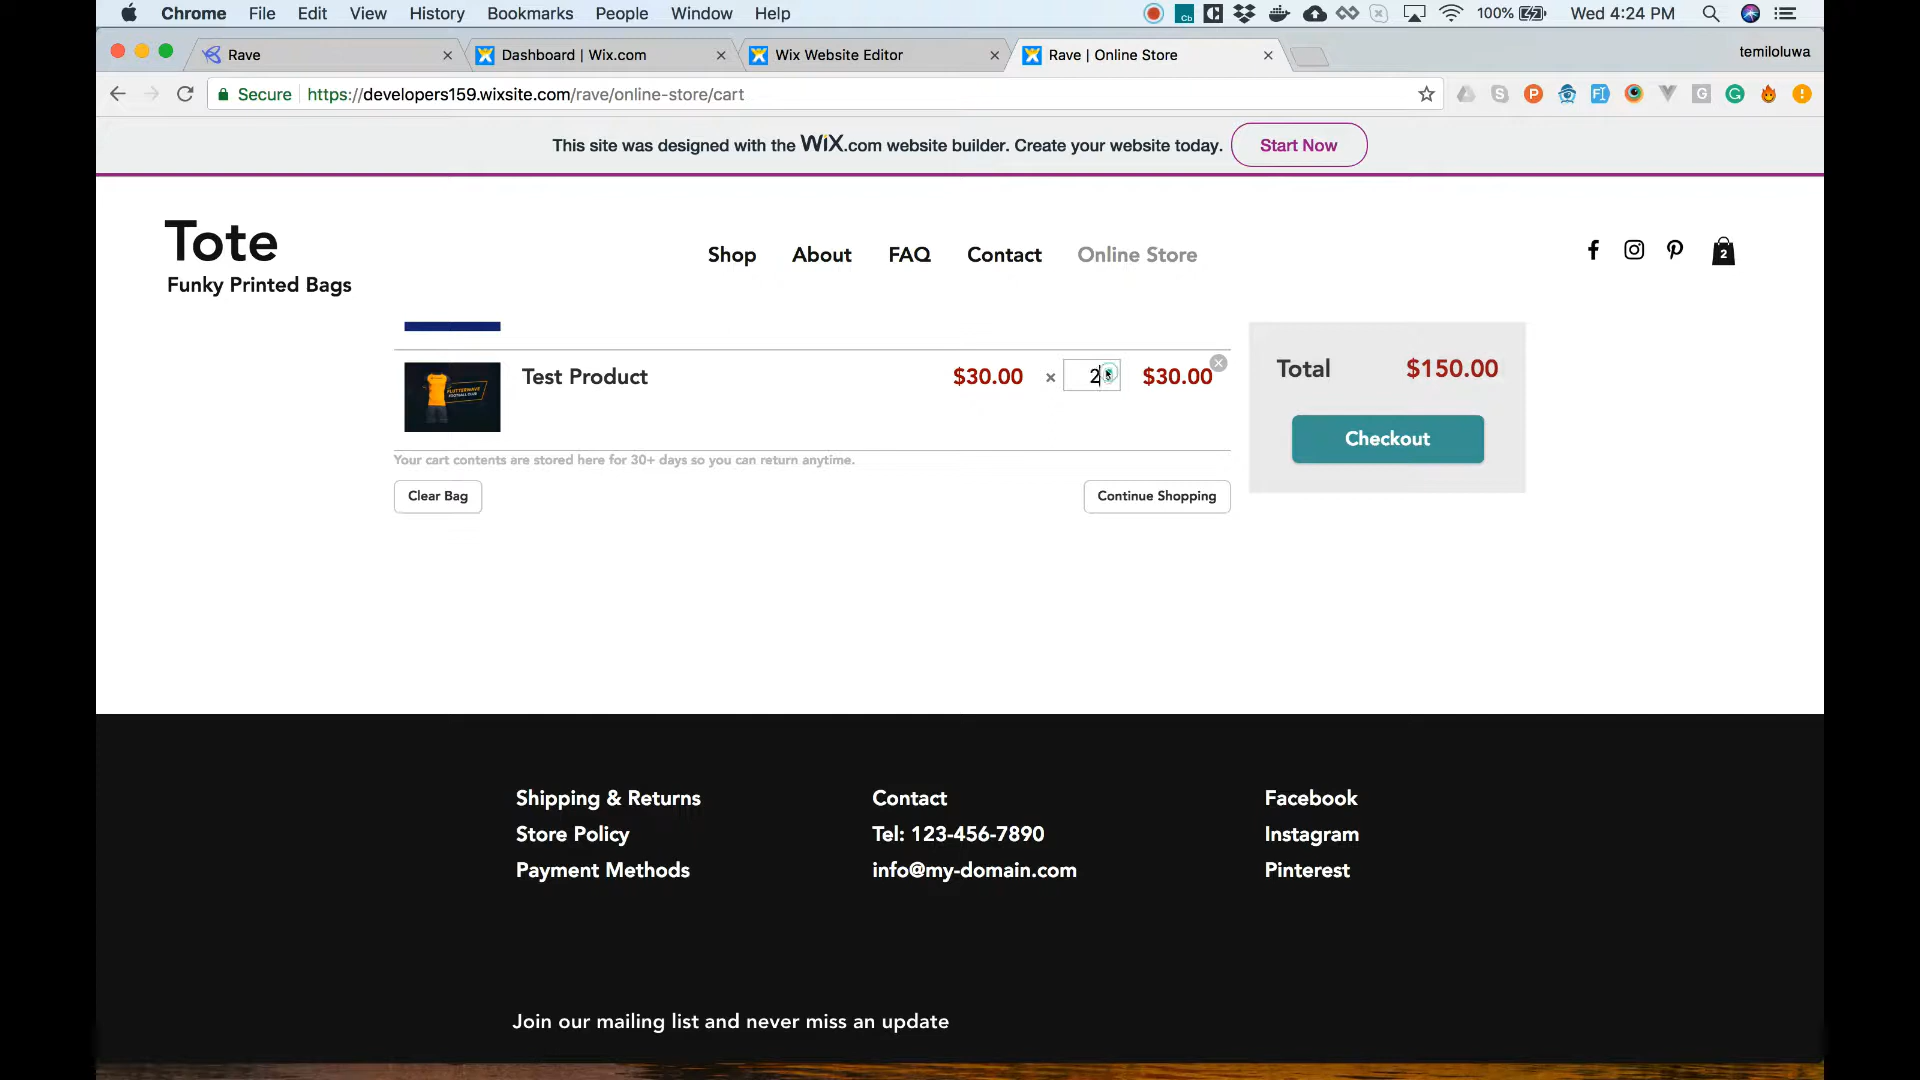 Chrome File Edit View History Bookmarks People Window Help 100% Wed 4:24 PM
Rave Dashboard | Wix.com Wix Website Editor Rave | Online Store temiloluwa
Secure https://developers159.wixsite.com/rave/online-store/cart
This site was designed with the WiX.com website builder. Create your website today. Start Now
Tote
Funky Printed Bags
Shop About FAQ Contact Online Store 2
Test Product $30.00 × 2 $30.00
Total $150.00
Checkout
Your cart contents are stored here for 30+ days so you can return anytime.
Clear Bag Continue Shopping
Shipping & Returns Contact Facebook
Store Policy Tel: 123-456-7890 Instagram
Payment Methods info@my-domain.com Pinterest
Join our mailing list and never miss an update